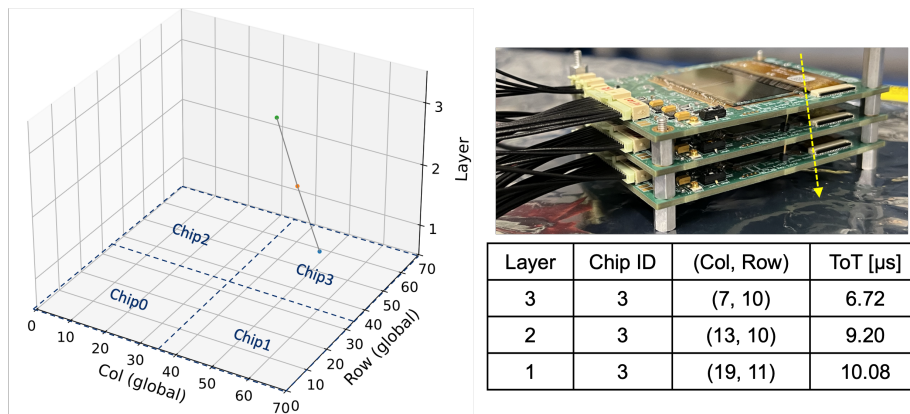 3
2
1
Layer
Chip2
Chip3
Chip0
Chip1
0
10
20
30
40
50
60
70
Col (global)
0
10
20
30
40
50
60
70
Row (global)
Layer Chip ID (Col, Row) ToT [μs]
3 3 (7, 10) 6.72
2 3 (13, 10) 9.20
1 3 (19, 11) 10.08